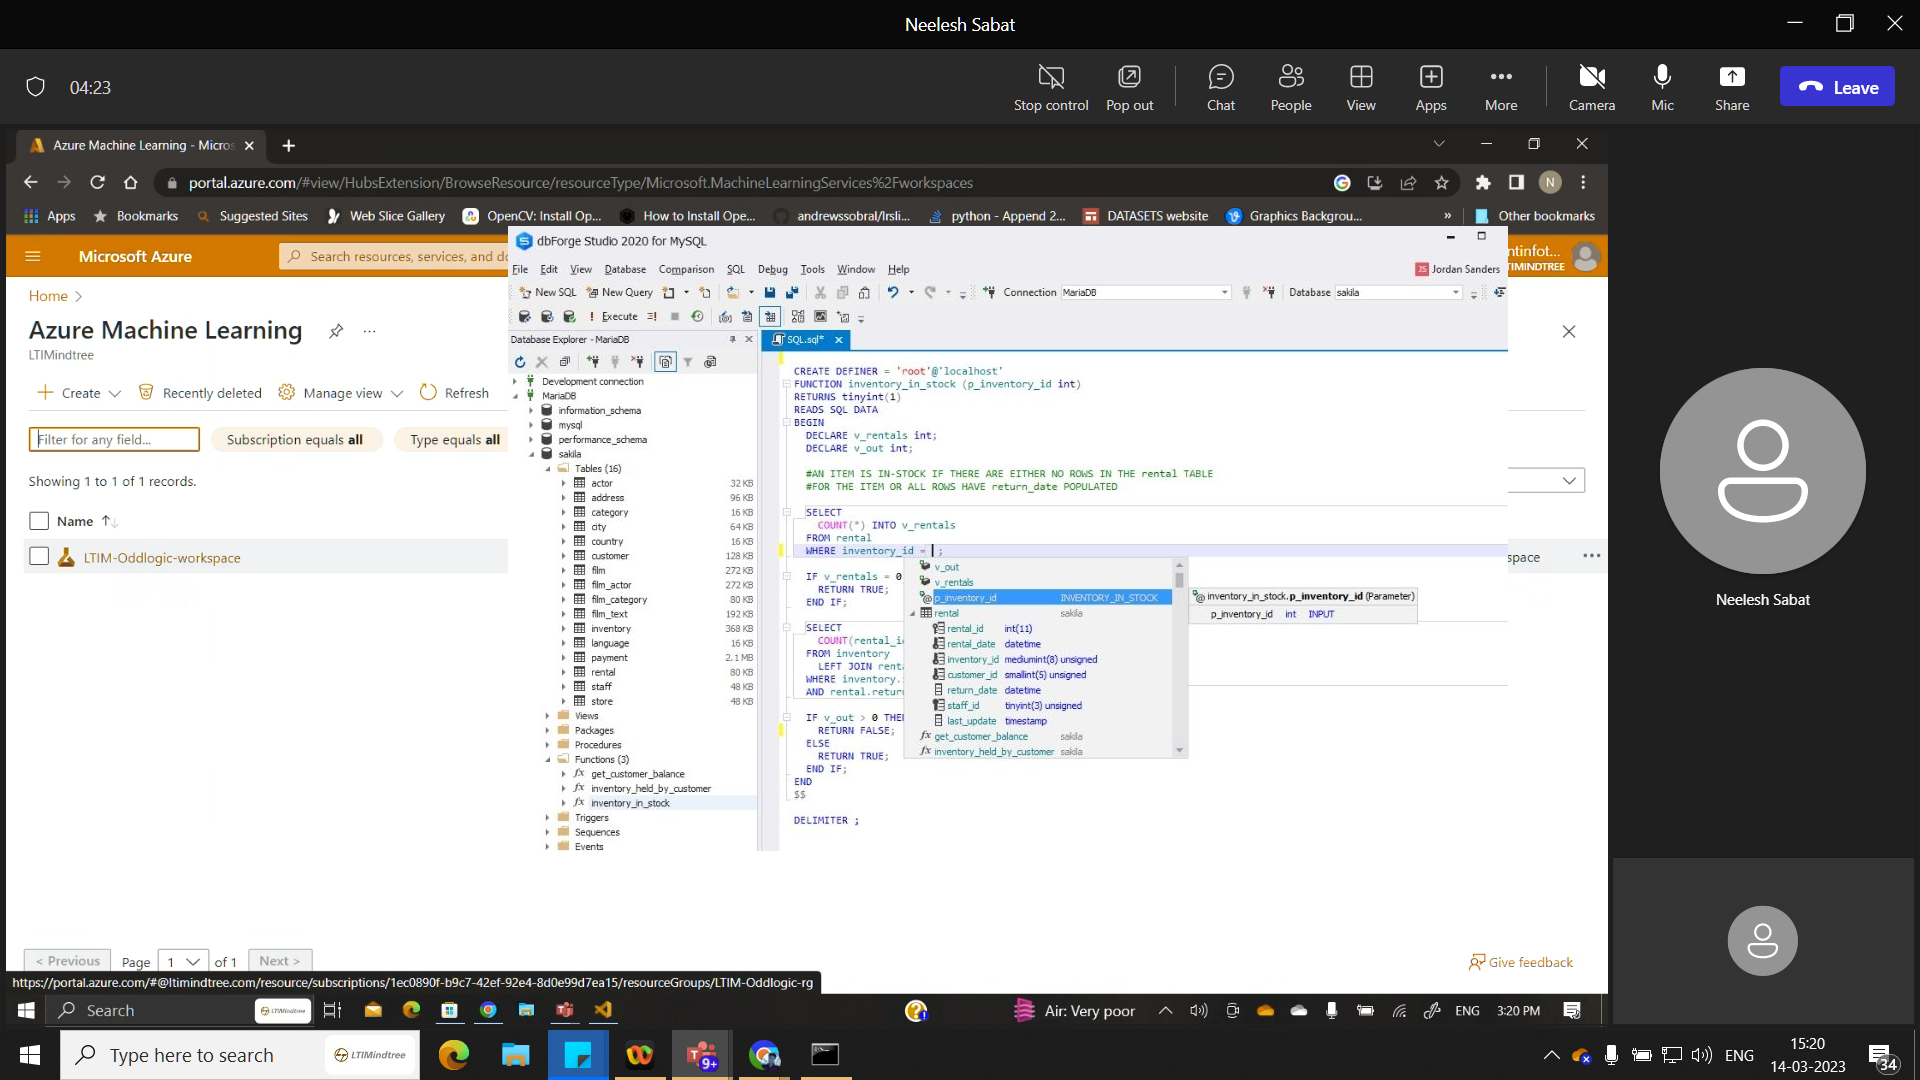 Neelesh Sabat
04:23
Stop control
Pop out
Chat
People
View
Apps
More
Camera
Mic
Share
Leave
Azure Machine Learning - Micros
portal.azure.com/#view/HubsExtension/BrowseResource/resourceType/Microsoft.MachineLearningServices%2Fworkspaces
N
Apps
Bookmarks
Suggested Sites
Web Slice Gallery
OpenCV: Install Op...
How to Install Ope...
andrewssobral/lrsli...
python - Append 2...
DATASETS website
Graphics Backgrou...
»
Other bookmarks
Microsoft Azure
Search resources, services, and do
ntinfot...
TIMINDTREE
Home >
Azure Machine Learning
...
LTIMindtree
Create
Recently deleted
Manage view
Refresh
Filter for any field...
Subscription equals all
Type equals all
Showing 1 to 1 of 1 records.
Name
LTIM-Oddlogic-workspace
space
< Previous
Page
1
of 1
Next >
Give feedback
https://portal.azure.com/#@ltimindtree.com/resource/subscriptions/1ec0890f-b9c7-42ef-92e4-8d0e99d7ea15/resourceGroups/LTIM-Oddlogic-rg
dbForge Studio 2020 for MySQL
File Edit View Database Comparison SQL Debug Tools Window Help
JS Jordan Sanders
New SQL
New Query
Connection MariaDB
Database sakila
Execute
Database Explorer - MariaDB
Development connection
MariaDB
information_schema
mysql
performance_schema
sakila
Tables (16)
actor 32 KB
address 96 KB
category 16 KB
city 64 KB
country 16 KB
customer 128 KB
film 272 KB
film_actor 272 KB
film_category 80 KB
film_text 192 KB
inventory 368 KB
language 16 KB
payment 2.1 MB
rental 80 KB
staff 48 KB
store 48 KB
Views
Packages
Procedures
Functions (3)
get_customer_balance
inventory_held_by_customer
inventory_in_stock
Triggers
Sequences
Events
SQL.sql*
CREATE DEFINER = 'root'@'localhost'
FUNCTION inventory_in_stock (p_inventory_id int)
RETURNS tinyint(1)
READS SQL DATA
BEGIN
DECLARE v_rentals int;
DECLARE v_out int;
#AN ITEM IS IN-STOCK IF THERE ARE EITHER NO ROWS IN THE rental TABLE
#FOR THE ITEM OR ALL ROWS HAVE return_date POPULATED
SELECT
COUNT(*) INTO v_rentals
FROM rental
WHERE inventory_id = ;
IF v_rentals = 0
RETURN TRUE;
END IF;
SELECT
COUNT(rental_i
FROM inventory
LEFT JOIN rent
WHERE inventory.
AND rental.retur
IF v_out > 0 THE
RETURN FALSE;
ELSE
RETURN TRUE;
END IF;
END
$$
DELIMITER ;
v_out
v_rentals
p_inventory_id INVENTORY_IN_STOCK
rental sakila
rental_id int(11)
rental_date datetime
inventory_id mediumint(8) unsigned
customer_id smallint(5) unsigned
return_date datetime
staff_id tinyint(3) unsigned
last_update timestamp
get_customer_balance sakila
inventory_held_by_customer sakila
inventory_in_stock.p_inventory_id (Parameter)
p_inventory_id int INPUT
Neelesh Sabat
Search
LTIMindtree
Air: Very poor
ENG
3:20 PM
Type here to search
LTIMindtree
9+
ENG
15:20
14-03-2023
34